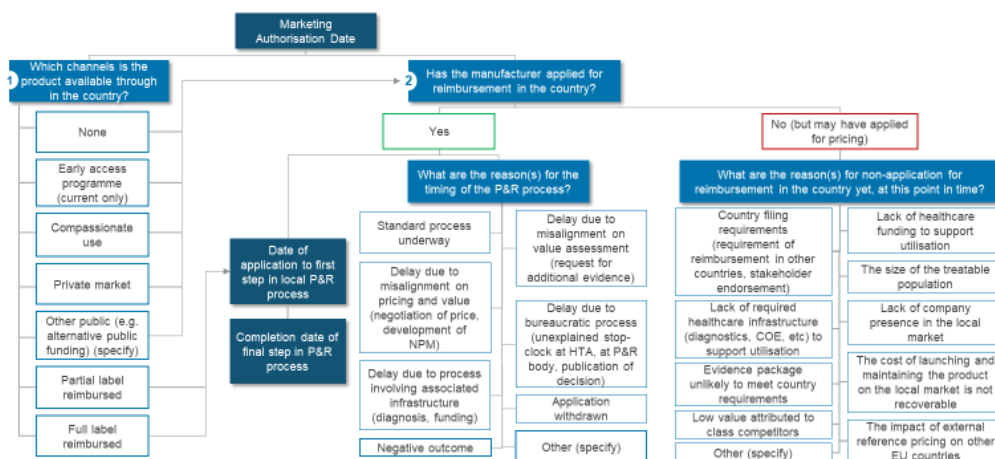 Marketing
Authorisation Date
1
Which channels is the
product available through
in the country?
2
Has the manufacturer applied for
reimbursement in the country?
None
Early access
programme
(current only)
Compassionate
use
Private market
Other public (e.g.
alternative public
funding) (specify)
Partial label
reimbursed
Full label
reimbursed
Yes
No (but may have applied
for pricing)
Date of
application to first
step in local P&R
process
Completion date of
final step in P&R
process
What are the reason(s) for the
timing of the P&R process?
Standard process
underway
Delay due to
misalignment on
pricing and value
(negotiation of price,
development of
NPM)
Delay due to process
involving associated
infrastructure
(diagnosis, funding)
Negative outcome
Delay due to
misalignment on
value assessment
(request for
additional evidence)
Delay due to
bureaucratic process
(unexplained stop-
clock at HTA, at P&R
body, publication of
decision)
Application
withdrawn
Other (specify)
What are the reason(s) for non-application for
reimbursement in the country yet, at this point in time?
Country filing
requirements
(requirement of
reimbursement in other
countries, stakeholder
endorsement)
Lack of required
healthcare infrastructure
(diagnostics, COE, etc) to
support utilisation
Evidence package
unlikely to meet country
requirements
Low value attributed to
class competitors
Other (specify)
Lack of healthcare
funding to support
utilisation
The size of the treatable
population
Lack of company
presence in the local
market
The cost of launching and
maintaining the product
on the local market is not
recoverable
The impact of external
reference pricing on other
EU countries